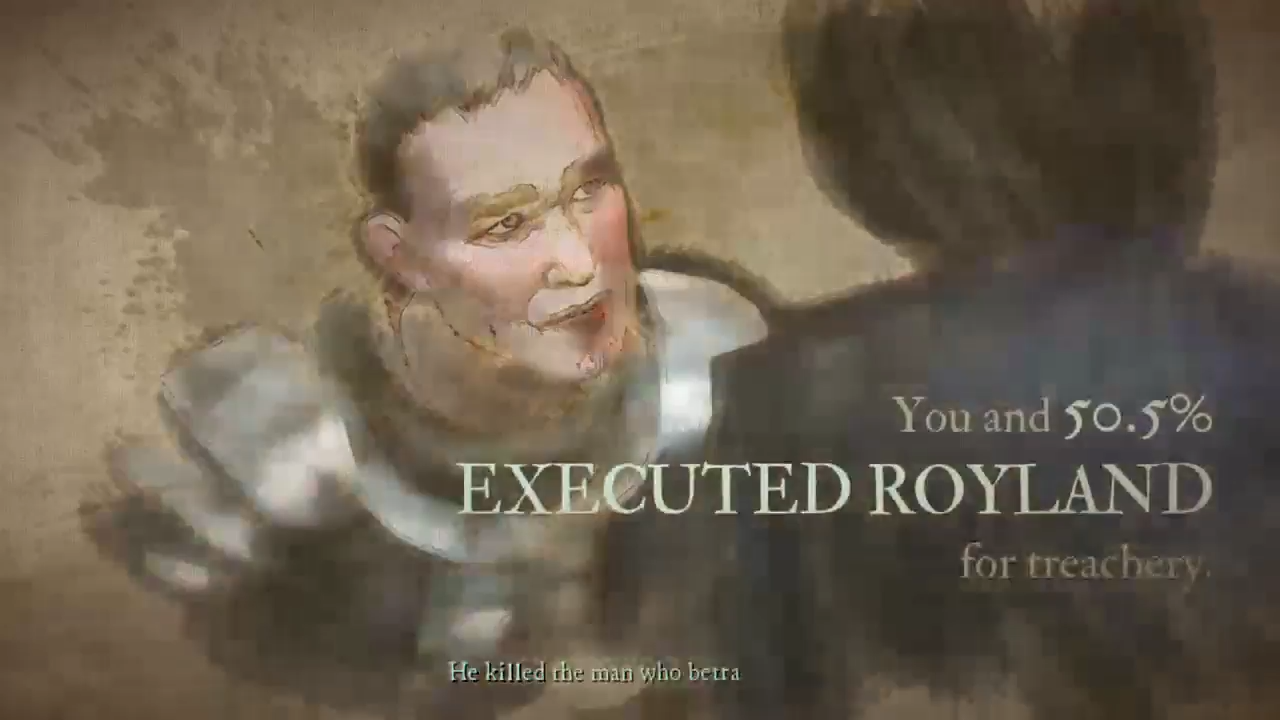 You and 50.5%
EXECUTED ROYLAND
for treachery.
He killed the man who betra